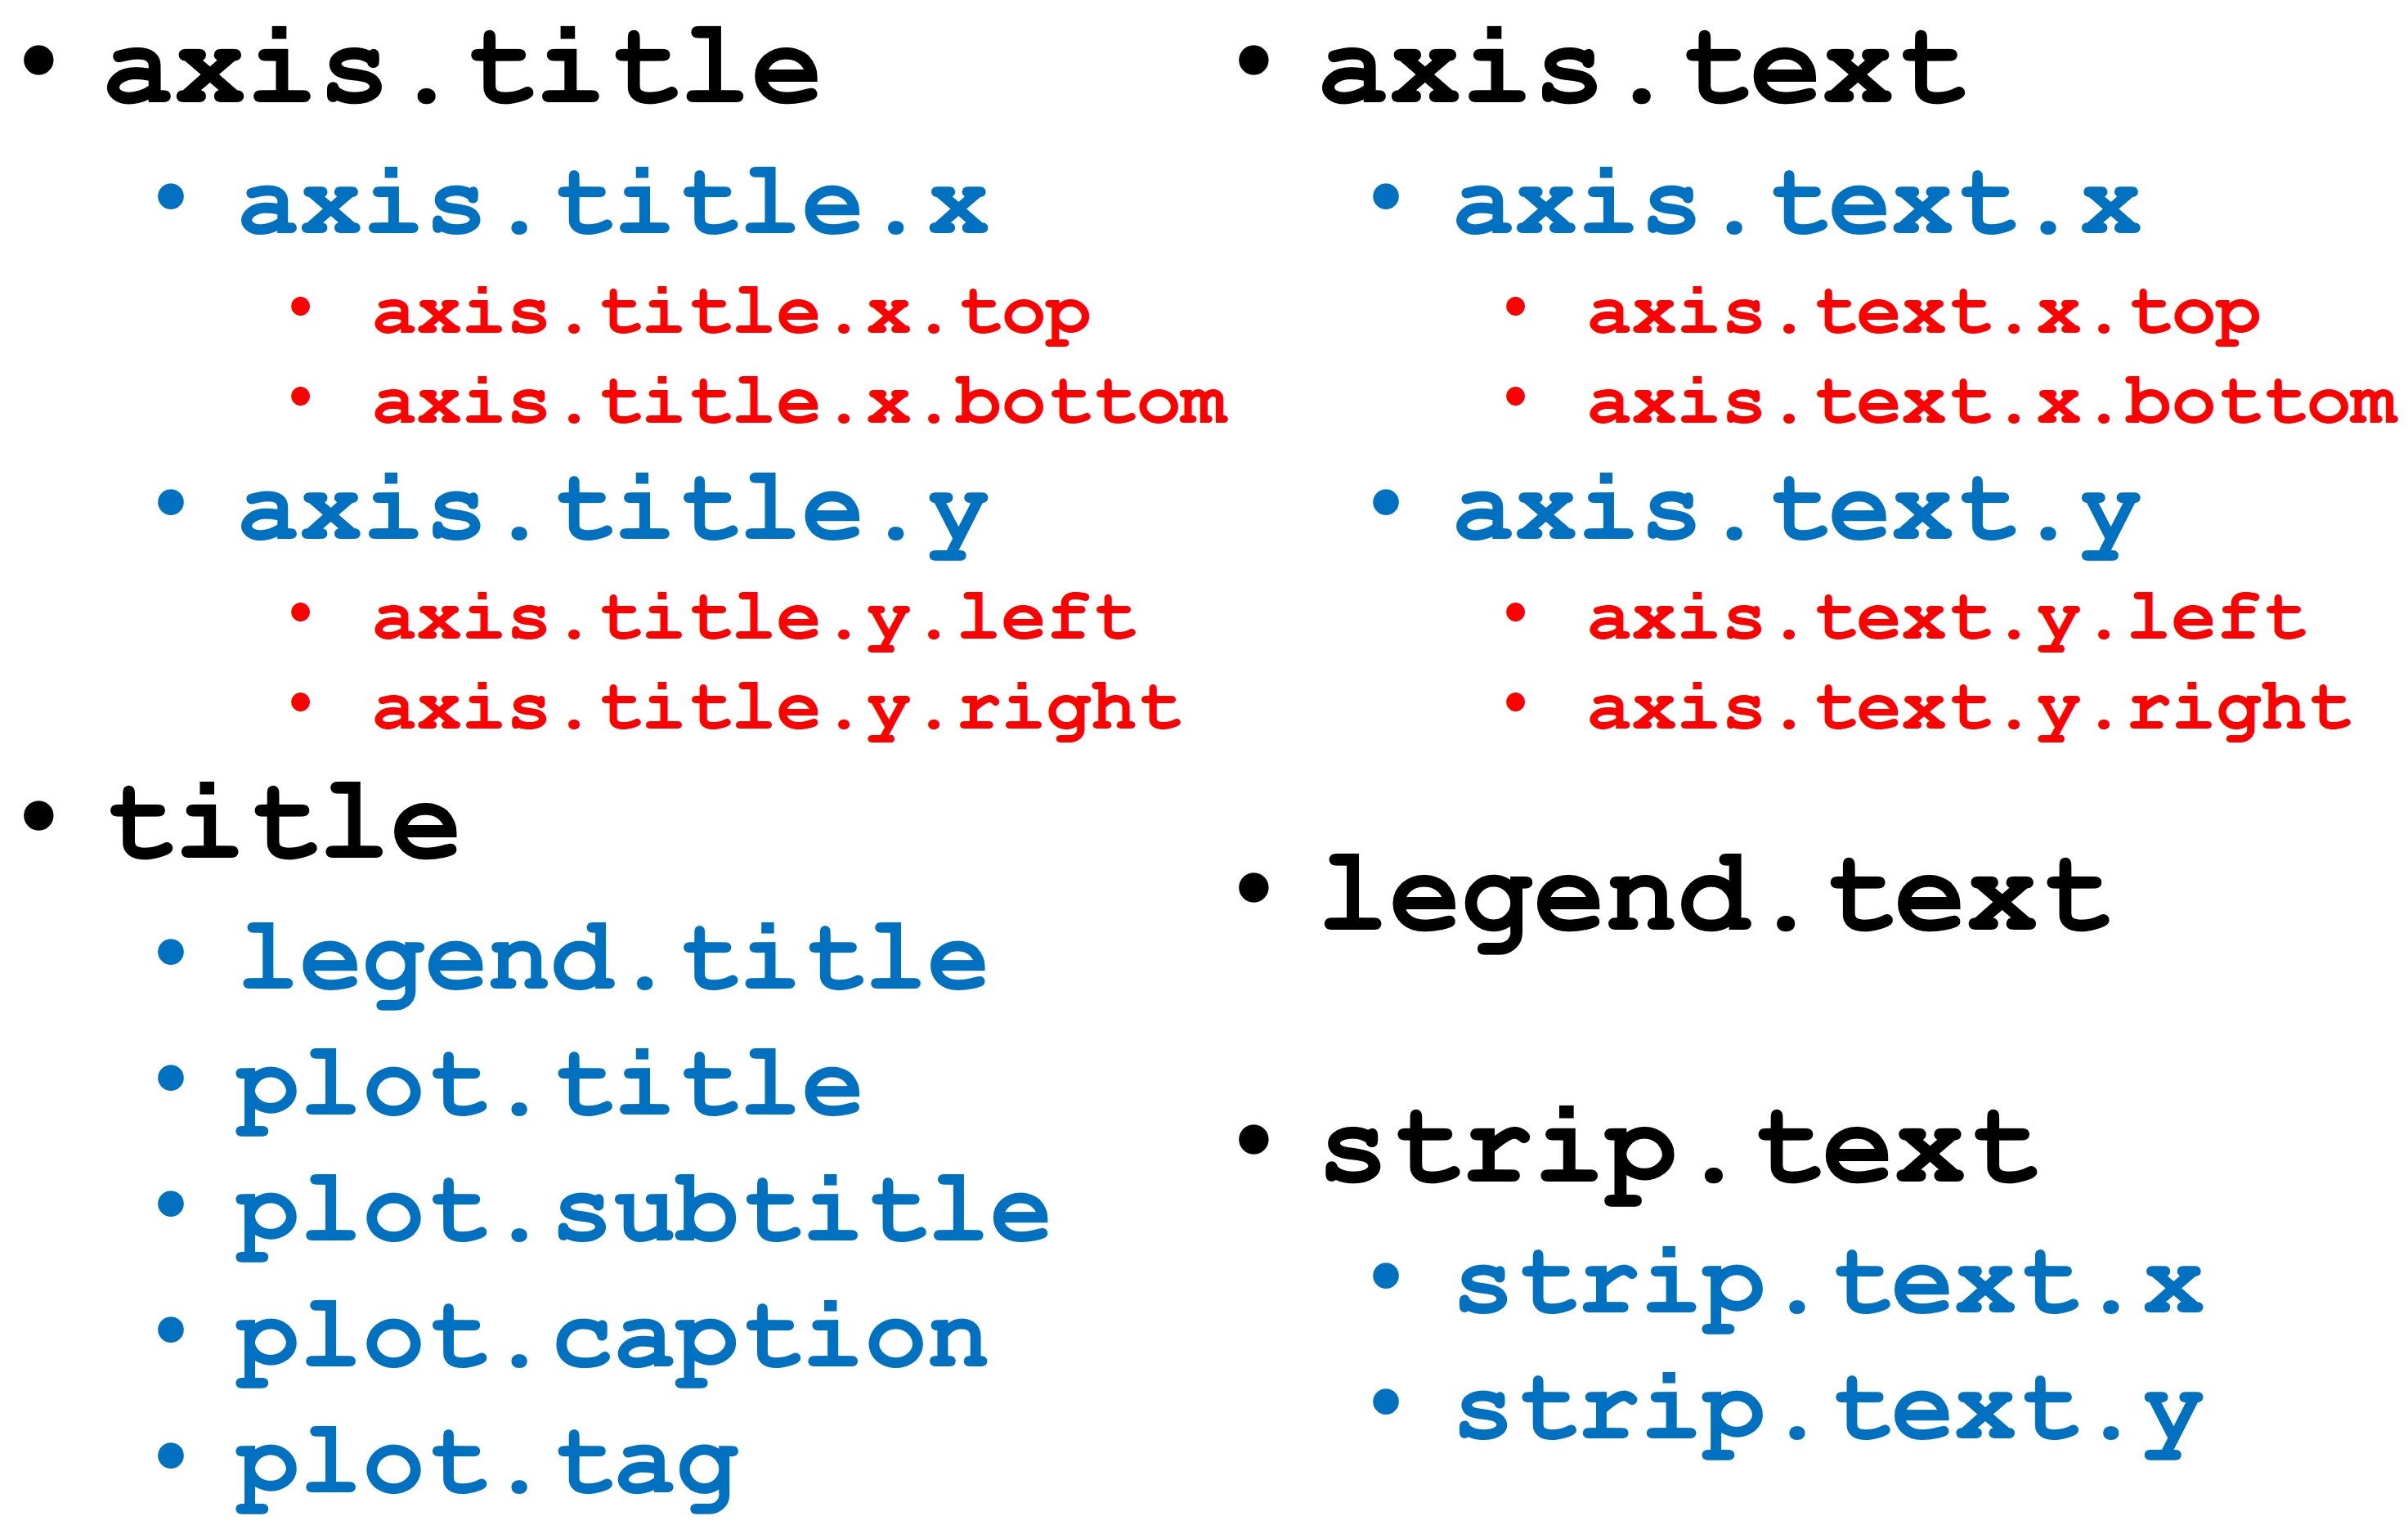 • axis.title
• axis.title.x
• axis.title.x.top
• axis.title.x.bottom
• axis.title.y
• axis.title.y.left
• axis.title.y.right
• title
• legend.title
• plot.title
• plot.subtitle
• plot.caption
• plot.tag
• axis.text
• axis.text.x
• axis.text.x.top
• axis.text.x.bottom
• axis.text.y
• axis.text.y.left
• axis.text.y.right
• legend.text
• strip.text
• strip.text.x
• strip.text.y